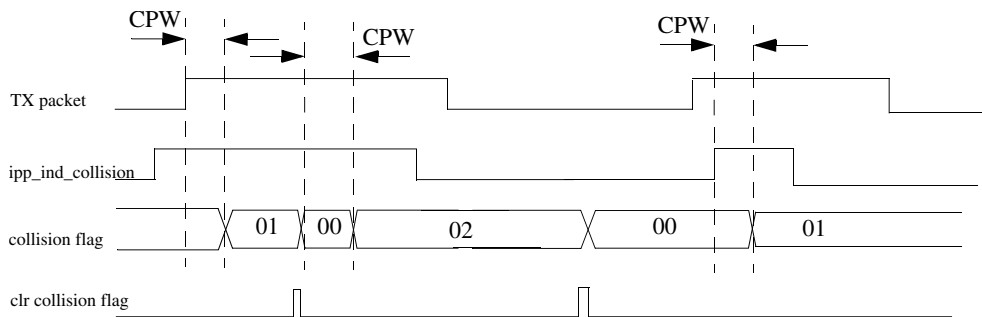 CPW
CPW
CPW
TX packet
ipp_ind_collision
collision flag
01
00
02
00
01
clr collision flag